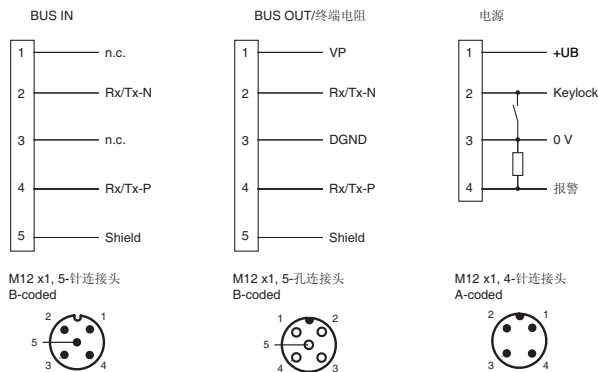 BUS IN
1 n.c.
2 Rx/Tx-N
3 n.c.
4 Rx/Tx-P
5 Shield
M12 x1, 5-针连接头
B-coded
2 1
5
3 4
BUS OUT/终端电阻
1 VP
2 Rx/Tx-N
3 DGND
4 Rx/Tx-P
5 Shield
M12 x1, 5-孔连接头
B-coded
1 2
5
4 3
电源
1 +UB
2 Keylock
3 0 V
4 报警
M12 x1, 4-针连接头
A-coded
2 1
3 4